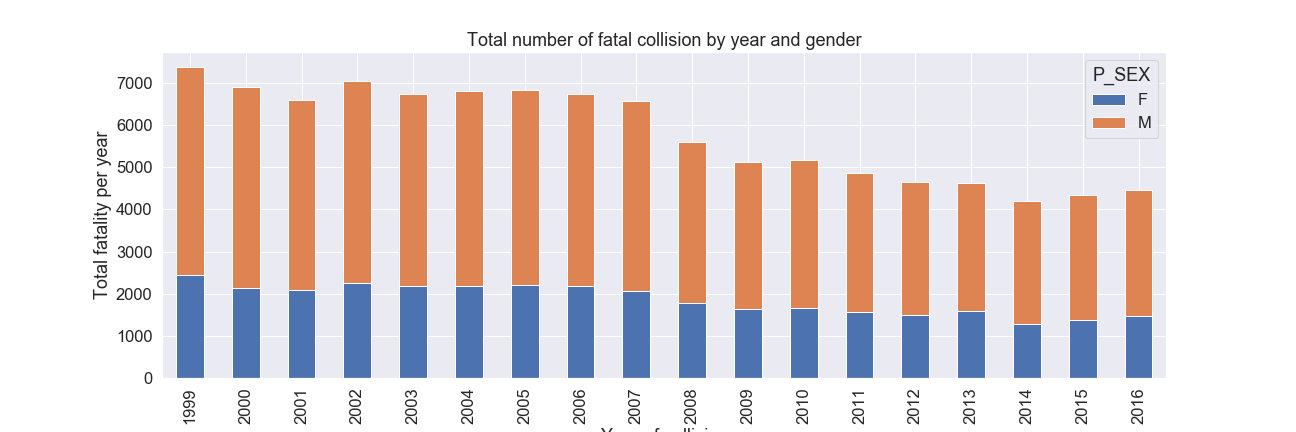 Total number of fatal collision by year and gender
Total fatality per year
7000
6000
5000
4000
3000
2000
1000
0
P_SEX
F
M
1999 2000 2001 2002 2003 2004 2005 2006 2007 2008 2009 2010 2011 2012 2013 2014 2015 2016